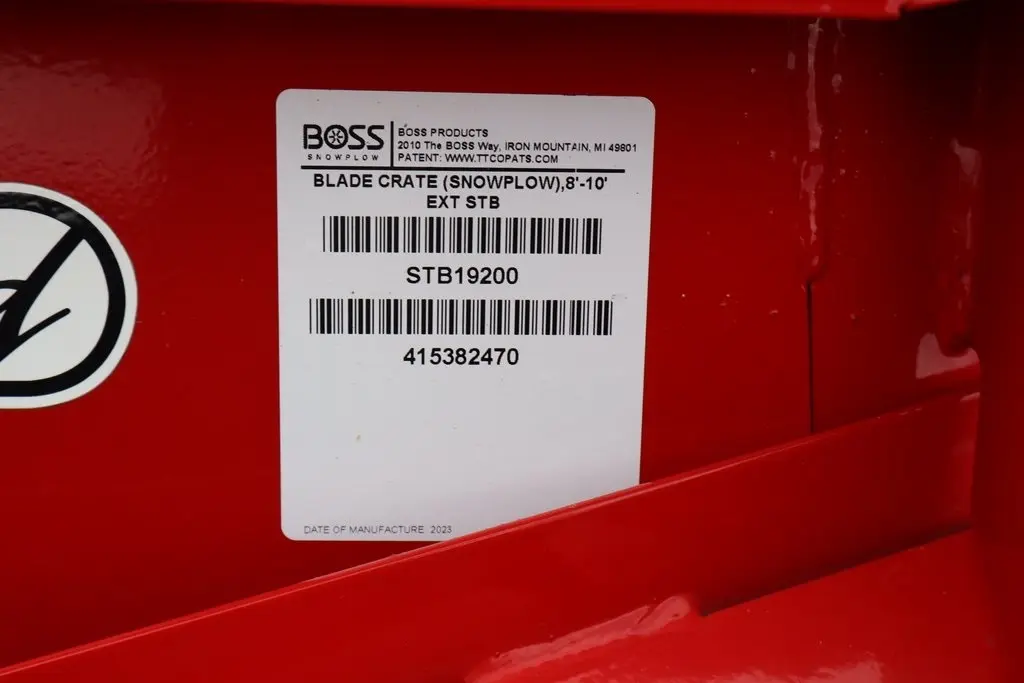 BOSS
SNOWPLOW
BOSS PRODUCTS
2010 The BOSS Way, IRON MOUNTAIN, MI 49801
PATENT: WWW.TTCOPATS.COM
BLADE CRATE (SNOWPLOW),8'-10'
EXT STB
STB19200
415382470
DATE OF MANUFACTURE 2023
d